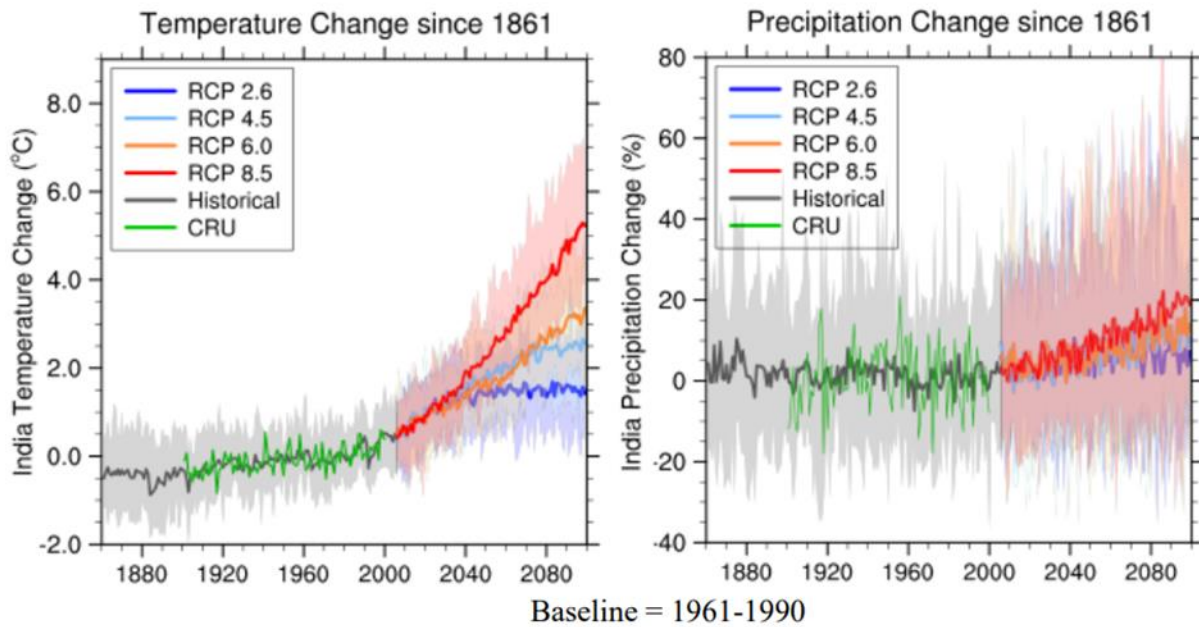 Temperature Change since 1861
India Temperature Change (°C)
8.0
6.0
4.0
2.0
0.0
-2.0
RCP 2.6
RCP 4.5
RCP 6.0
RCP 8.5
Historical
CRU
1880 1920 1960 2000 2040 2080
Precipitation Change since 1861
India Precipitation Change (%)
80
60
40
20
0
-20
-40
RCP 2.6
RCP 4.5
RCP 6.0
RCP 8.5
Historical
CRU
1880 1920 1960 2000 2040 2080
Baseline = 1961-1990